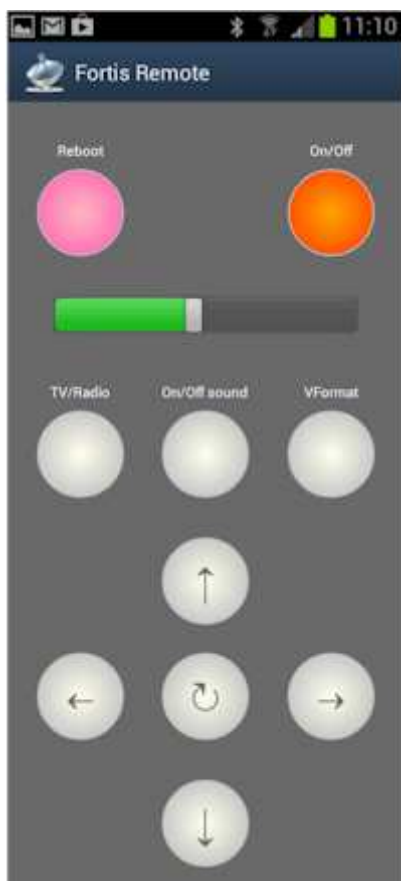 11:10
Fortis Remote
Reboot On/Off
TV/Radio On/Off sound VFormat
↑
← ↻ →
↓